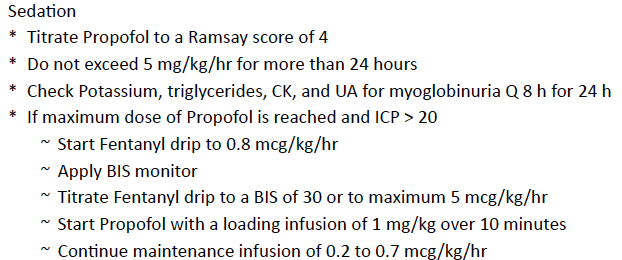 Sedation
* Titrate Propofol to a Ramsay score of 4
* Do not exceed 5 mg/kg/hr for more than 24 hours
* Check Potassium, triglycerides, CK, and UA for myoglobinuria Q 8 h for 24 h
* If maximum dose of Propofol is reached and ICP > 20
~ Start Fentanyl drip to 0.8 mcg/kg/hr
~ Apply BIS monitor
~ Titrate Fentanyl drip to a BIS of 30 or to maximum 5 mcg/kg/hr
~ Start Propofol with a loading infusion of 1 mg/kg over 10 minutes
~ Continue maintenance infusion of 0.2 to 0.7 mcg/kg/hr